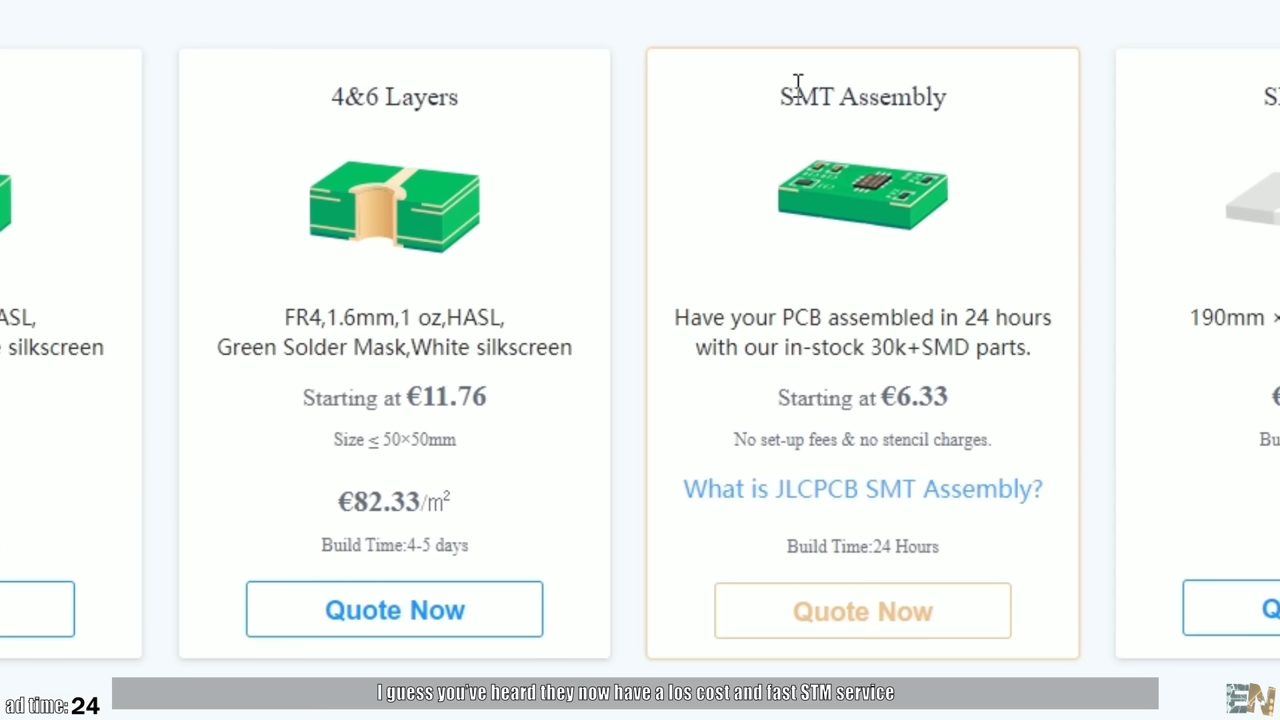 4&6 Layers
SMT Assembly
S
ASL,
silkscreen
FR4,1.6mm,1 oz,HASL,
Green Solder Mask,White silkscreen
Have your PCB assembled in 24 hours
with our in-stock 30k+SMD parts.
190mm ×
Starting at €11.76
Starting at €6.33
€
Size ≤ 50×50mm
No set-up fees & no stencil charges.
Bu
What is JLCPCB SMT Assembly?
€82.33/m²
Build Time:4-5 days
Build Time:24 Hours
Quote Now
Quote Now
Q
I guess you've heard they now have a los cost and fast STM service
ad time: 24
EN